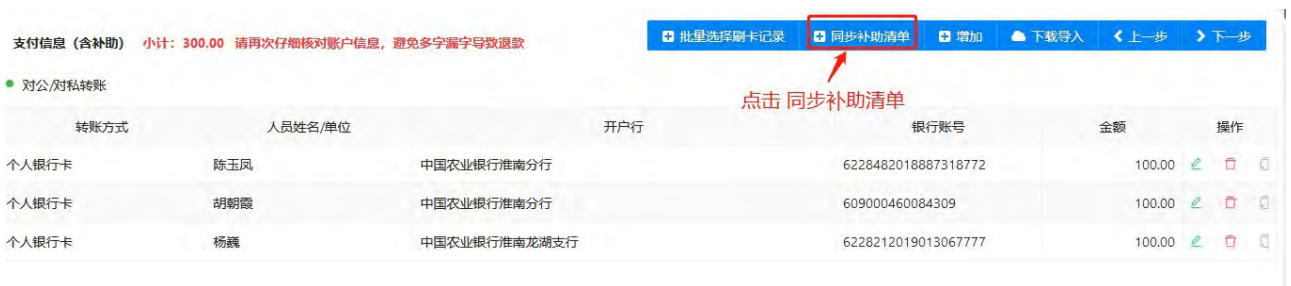 支付信息（含补助） 小计：300.00 请再次仔细核对账户信息，避免多字漏字导致退款 批量选择刷卡记录 同步补助清单 增加 下载导入 上一步 下一步
对公/对私转账
点击 同步补助清单
转账方式 人员姓名/单位 开户行 银行账号 金额 操作
个人银行卡 陈玉凤 中国农业银行淮南分行 6228482018887318772 100.00
个人银行卡 胡朝霞 中国农业银行淮南分行 609000460084309 100.00
个人银行卡 杨巍 中国农业银行淮南龙湖支行 6228212019013067777 100.00